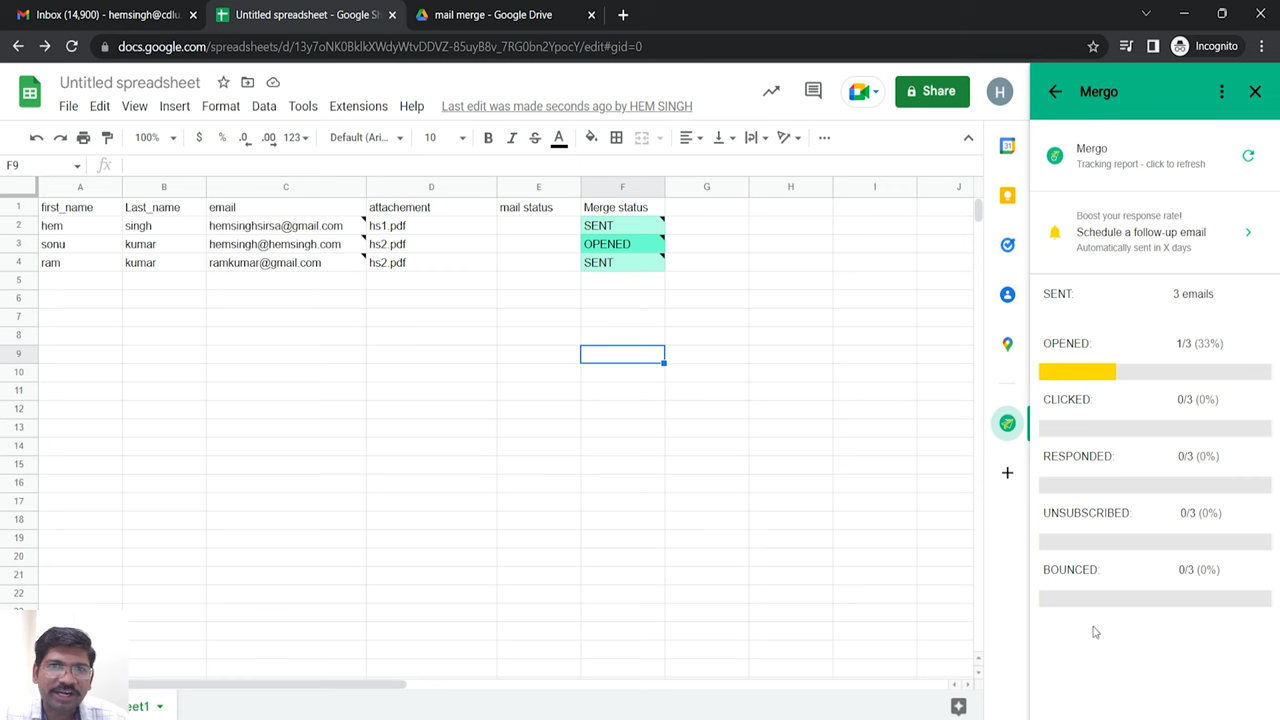 Inbox (14,900) - hemsingh@cdlu.
Untitled spreadsheet - Google Sh
mail merge - Google Drive
docs.google.com/spreadsheets/d/13y7oNK0BklkXWdyWtvDDVZ-85uyB8v_7RG0bn2YpocY/edit#gid=0
Incognito
Untitled spreadsheet
File Edit View Insert Format Data Tools Extensions Help Last edit was made seconds ago by HEM SINGH
Share
H
100% $ % .0 .00 123 Default (Ari... 10 B I S A
F9 fx
A B C D E F G H I J
1 first_name Last_name email attachement mail status Merge status
2 hem singh hemsinghsirsa@gmail.com hs1.pdf SENT
3 sonu kumar hemsingh@hemsingh.com hs2.pdf OPENED
4 ram kumar ramkumar@gmail.com hs2.pdf SENT
5
6
7
8
9
10
11
12
13
14
15
16
17
18
19
20
21
22
eet1
31
Mergo
Mergo
Tracking report - click to refresh
Boost your response rate!
Schedule a follow-up email
Automatically sent in X days
SENT: 3 emails
OPENED: 1/3 (33%)
CLICKED: 0/3 (0%)
RESPONDED: 0/3 (0%)
UNSUBSCRIBED: 0/3 (0%)
BOUNCED: 0/3 (0%)